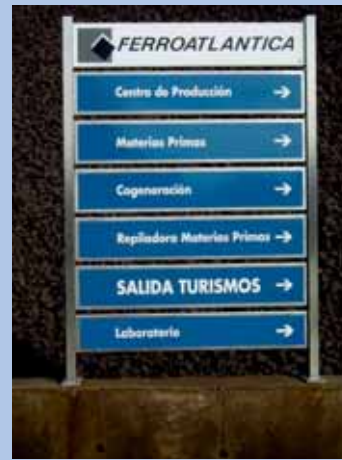 FERROATLANTICA
Centro de Producción →
Materias Primas →
Cogeneración →
Repiladora Materias Primas →
SALIDA TURISMOS →
Laboratorio →